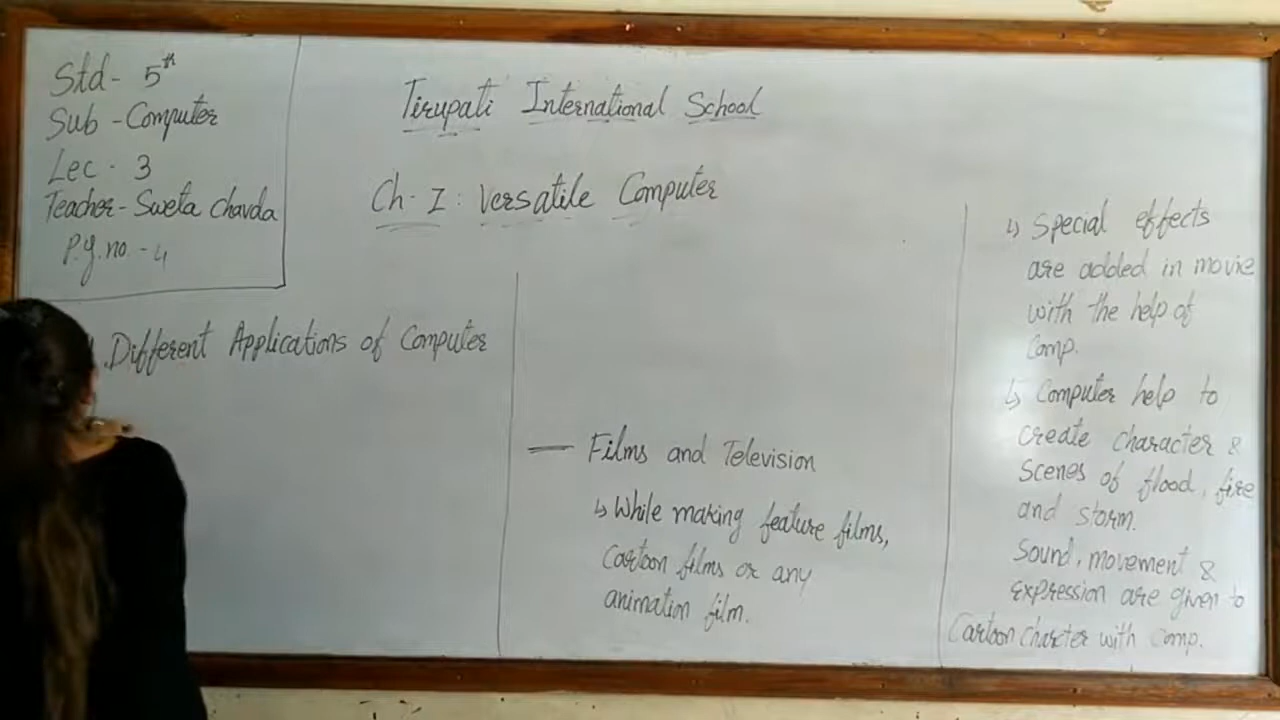 Std - 5th
Sub - Computer
Lec - 3
Teacher - Sweta Chavda
P.g. no. - 4
Tirupati International School
Ch - I : Versatile Computer
Different Applications of Computer
— Films and Television
↳ While making feature films,
Cartoon films or any
animation film.
↳ Special effects
are added in movie
with the help of
Comp.
↳ Computer help to
create character &
Scenes of flood, fire
and storm.
Sound, movement &
expression are given to
Cartoon charcter with Comp.